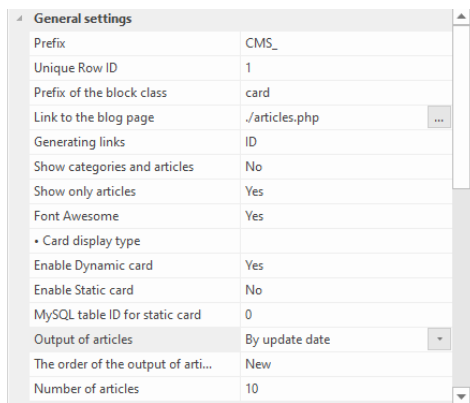 General settings
Prefix CMS_
Unique Row ID 1
Prefix of the block class card
Link to the blog page ./articles.php ...
Generating links ID
Show categories and articles No
Show only articles Yes
Font Awesome Yes
• Card display type
Enable Dynamic card Yes
Enable Static card No
MySQL table ID for static card 0
Output of articles By update date
The order of the output of arti... New
Number of articles 10